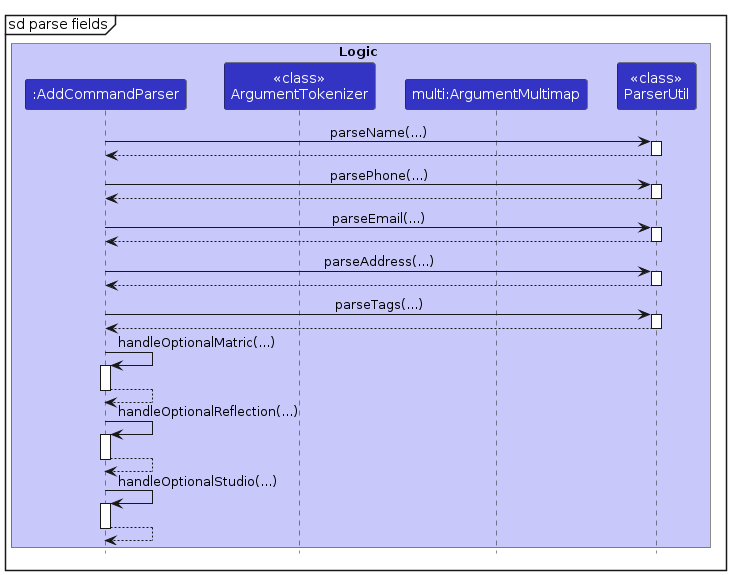 sd parse fields
Logic
:AddCommandParser
«class»
ArgumentTokenizer
multi:ArgumentMultimap
«class»
ParserUtil
parseName(...)
parsePhone(...)
parseEmail(...)
parseAddress(...)
parseTags(...)
handleOptionalMatric(...)
handleOptionalReflection(...)
handleOptionalStudio(...)